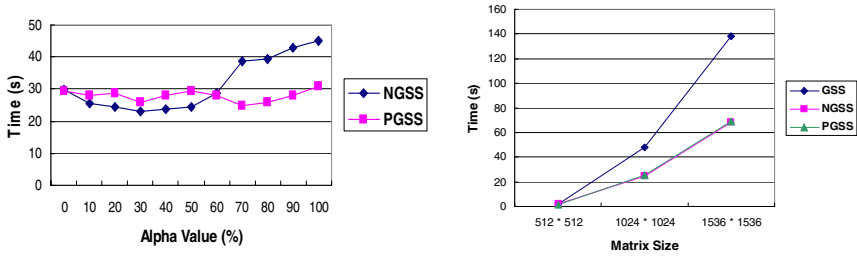 50
40
30
20
10
0
Time (s)
0 10 20 30 40 50 60 70 80 90 100
Alpha Value (%)
NGSS
PGSS
160
140
120
100
80
60
40
20
0
Time (s)
512 * 512 1024 * 1024 1536 * 1536
Matrix Size
GSS
NGSS
PGSS